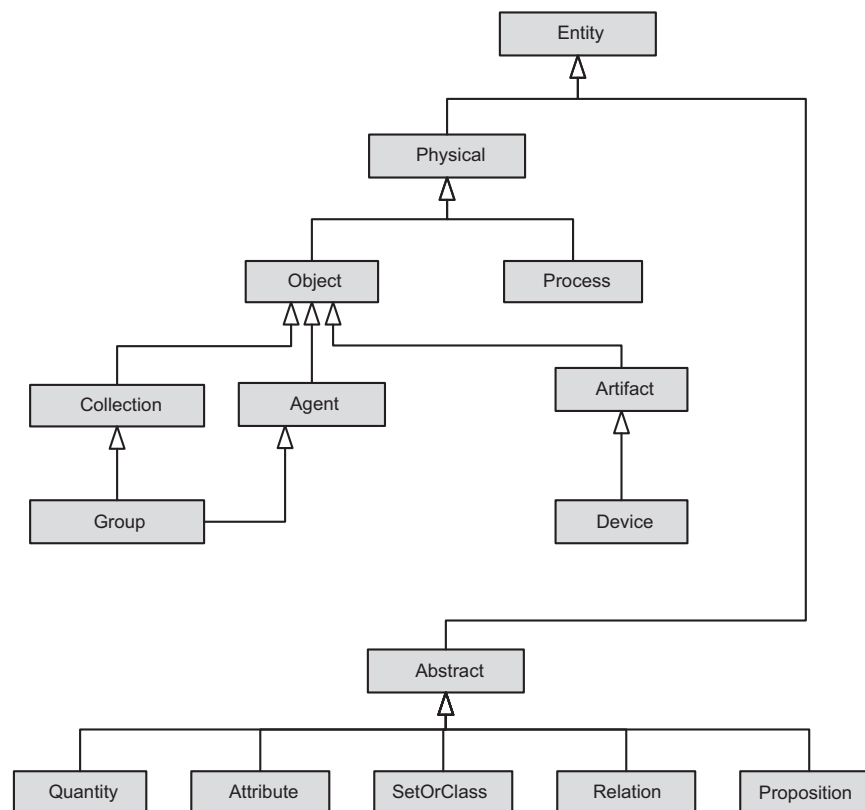 Entity
Physical
Object
Process
Collection
Agent
Artifact
Group
Device
Abstract
Quantity
Attribute
SetOrClass
Relation
Proposition